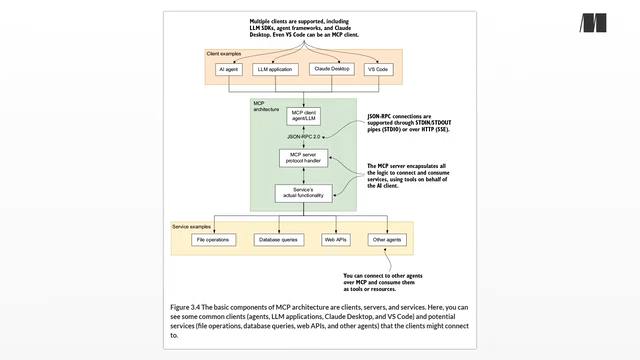 Multiple clients are supported, including
LLM SDKs, agent frameworks, and Claude
Desktop. Even VS Code can be an MCP client.
Client examples
AI agent
LLM application
Claude Desktop
VS Code
MCP
architecture
MCP client
agent/LLM
JSON-RPC 2.0
JSON-RPC connections are
supported through STDIN/STDOUT
pipes (STDIO) or over HTTP (SSE).
MCP server
protocol handler
The MCP server encapsulates all
the logic to connect and consume
services, using tools on behalf of
the AI client.
Service's
actual functionality
Service examples
File operations
Database queries
Web APIs
Other agents
You can connect to other agents
over MCP and consume them
as tools or resources.
Figure 3.4 The basic components of MCP architecture are clients, servers, and services. Here, you can
see some common clients (agents, LLM applications, Claude Desktop, and VS Code) and potential
services (file operations, database queries, web APIs, and other agents) that the clients might connect
to.